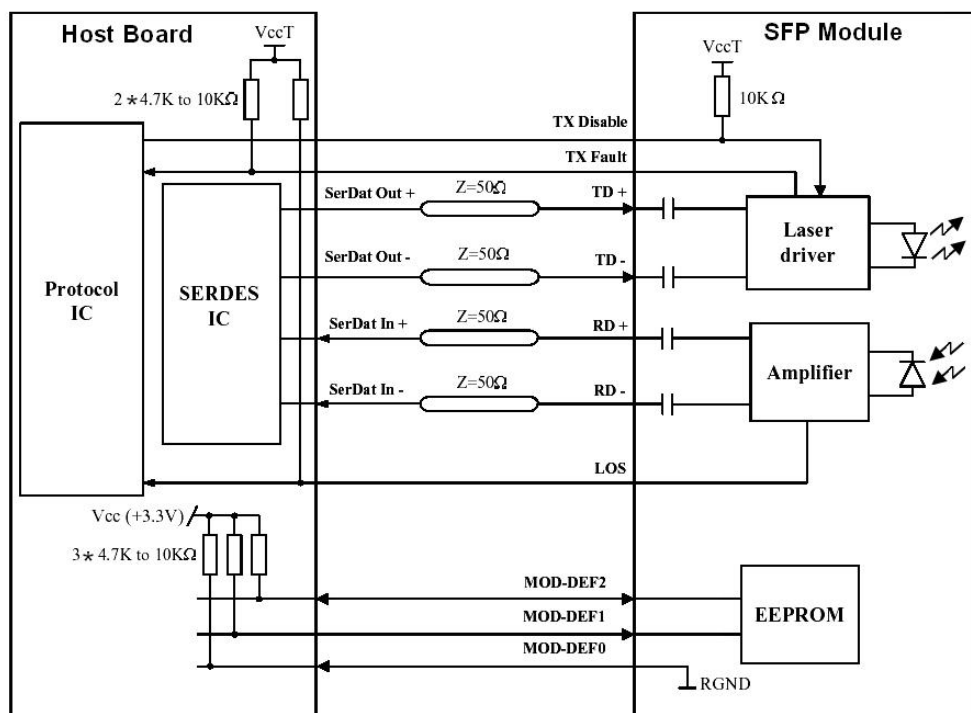 Host Board
SFP Module
VccT
VccT
2*4.7K to 10KΩ
10KΩ
TX Disable
TX Fault
SerDat Out +
Z=50Ω
TD +
Laser
driver
SerDat Out -
Z=50Ω
TD -
Protocol
IC
SERDES
IC
SerDat In +
Z=50Ω
RD +
Amplifier
SerDat In -
Z=50Ω
RD -
LOS
Vcc (+3.3V)
3* 4.7K to 10KΩ
MOD-DEF2
EEPROM
MOD-DEF1
MOD-DEF0
RGND